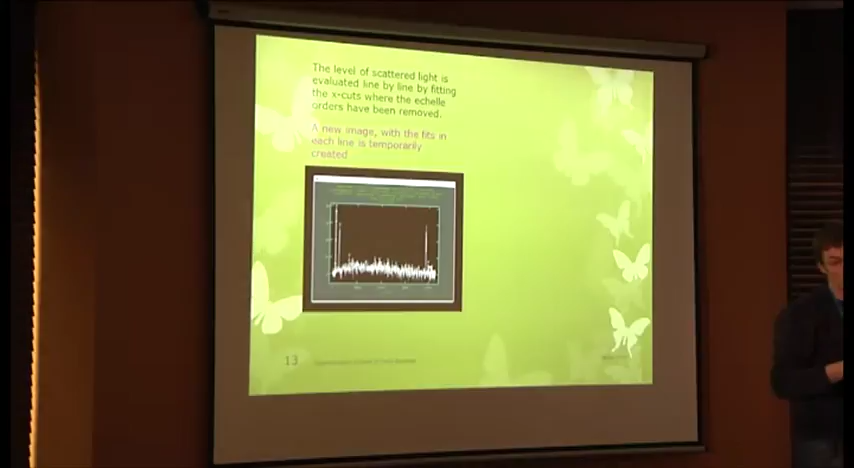 The level of scattered light is
evaluated line by line by fitting
the x-cuts where the echelle
orders have been removed.
A new image, with the fits in
each line is temporarily
created
13